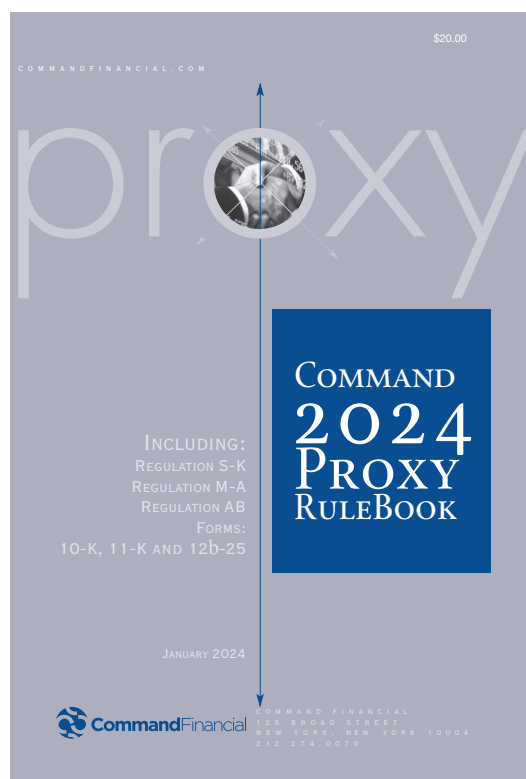 $20.00
COMMANDFINANCIAL.COM
proxy
COMMAND
2024
PROXY
RULEBOOK
INCLUDING:
REGULATION S-K
REGULATION M-A
REGULATION AB
FORMS:
10-K, 11-K AND 12b-25
JANUARY 2024
CommandFinancial
COMMAND FINANCIAL
125 BROAD STREET
NEW YORK, NEW YORK 10004
212.274.0070